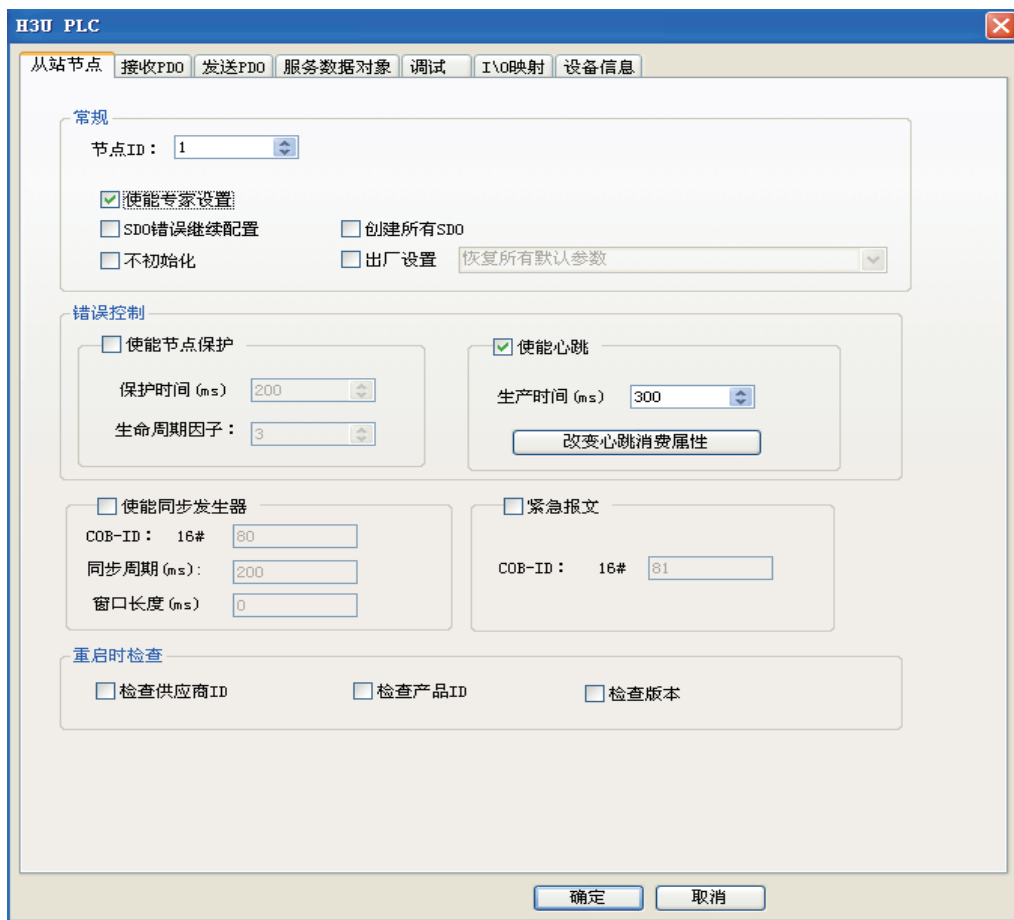 H3U PLC
从站节点 接收PDO 发送PDO 服务数据对象 调试 I\O映射 设备信息
常规
节点ID： 1
使能专家设置
SDO错误继续配置 创建所有SDO
不初始化 出厂设置 恢复所有默认参数
错误控制
使能节点保护 使能心跳
保护时间(ms) 200 生产时间(ms) 300
生命周期因子： 3 改变心跳消费属性
使能同步发生器 紧急报文
COB-ID： 16# 80
同步周期(ms): 200 COB-ID： 16# 81
窗口长度(ms) 0
重启时检查
检查供应商ID 检查产品ID 检查版本
确定 取消